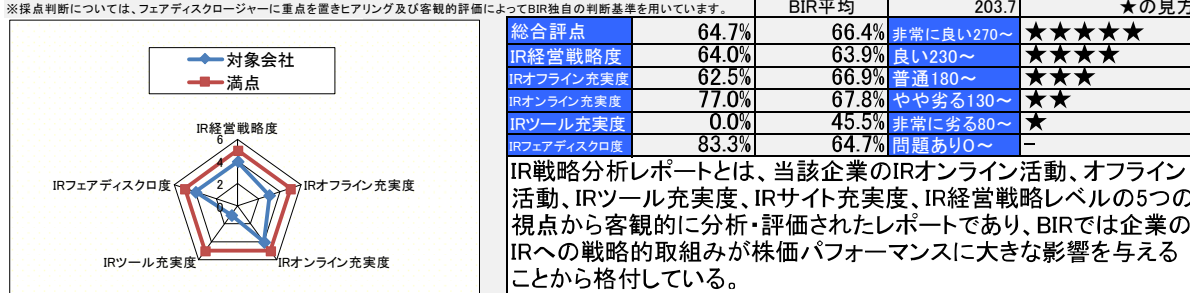 ※採点判断については、フェアディスクロージャーに重点を置きヒアリング及び客観的評価によってBIR独自の判断基準を用いています。
BIR平均 203.7 ★の見方
総合評点 64.7% 66.4% 非常に良い270～ ★★★★★
IR経営戦略度 64.0% 63.9% 良い230～ ★★★★
IRオフライン充実度 62.5% 66.9% 普通180～ ★★★
IRオンライン充実度 77.0% 67.8% やや劣る130～ ★★
IRツール充実度 0.0% 45.5% 非常に劣る80～ ★
IRフェアディスクロ度 83.3% 64.7% 問題あり0～ －
対象会社
満点
IR経営戦略度
6
4
2
0
IRフェアディスクロ度
IRオフライン充実度
IRツール充実度
IRオンライン充実度
IR戦略分析レポートとは、当該企業のIRオンライン活動、オフライン
活動、IRツール充実度、IRサイト充実度、IR経営戦略レベルの5つの
視点から客観的に分析・評価されたレポートであり、BIRでは企業の
IRへの戦略的取組みが株価パフォーマンスに大きな影響を与える
ことから格付している。